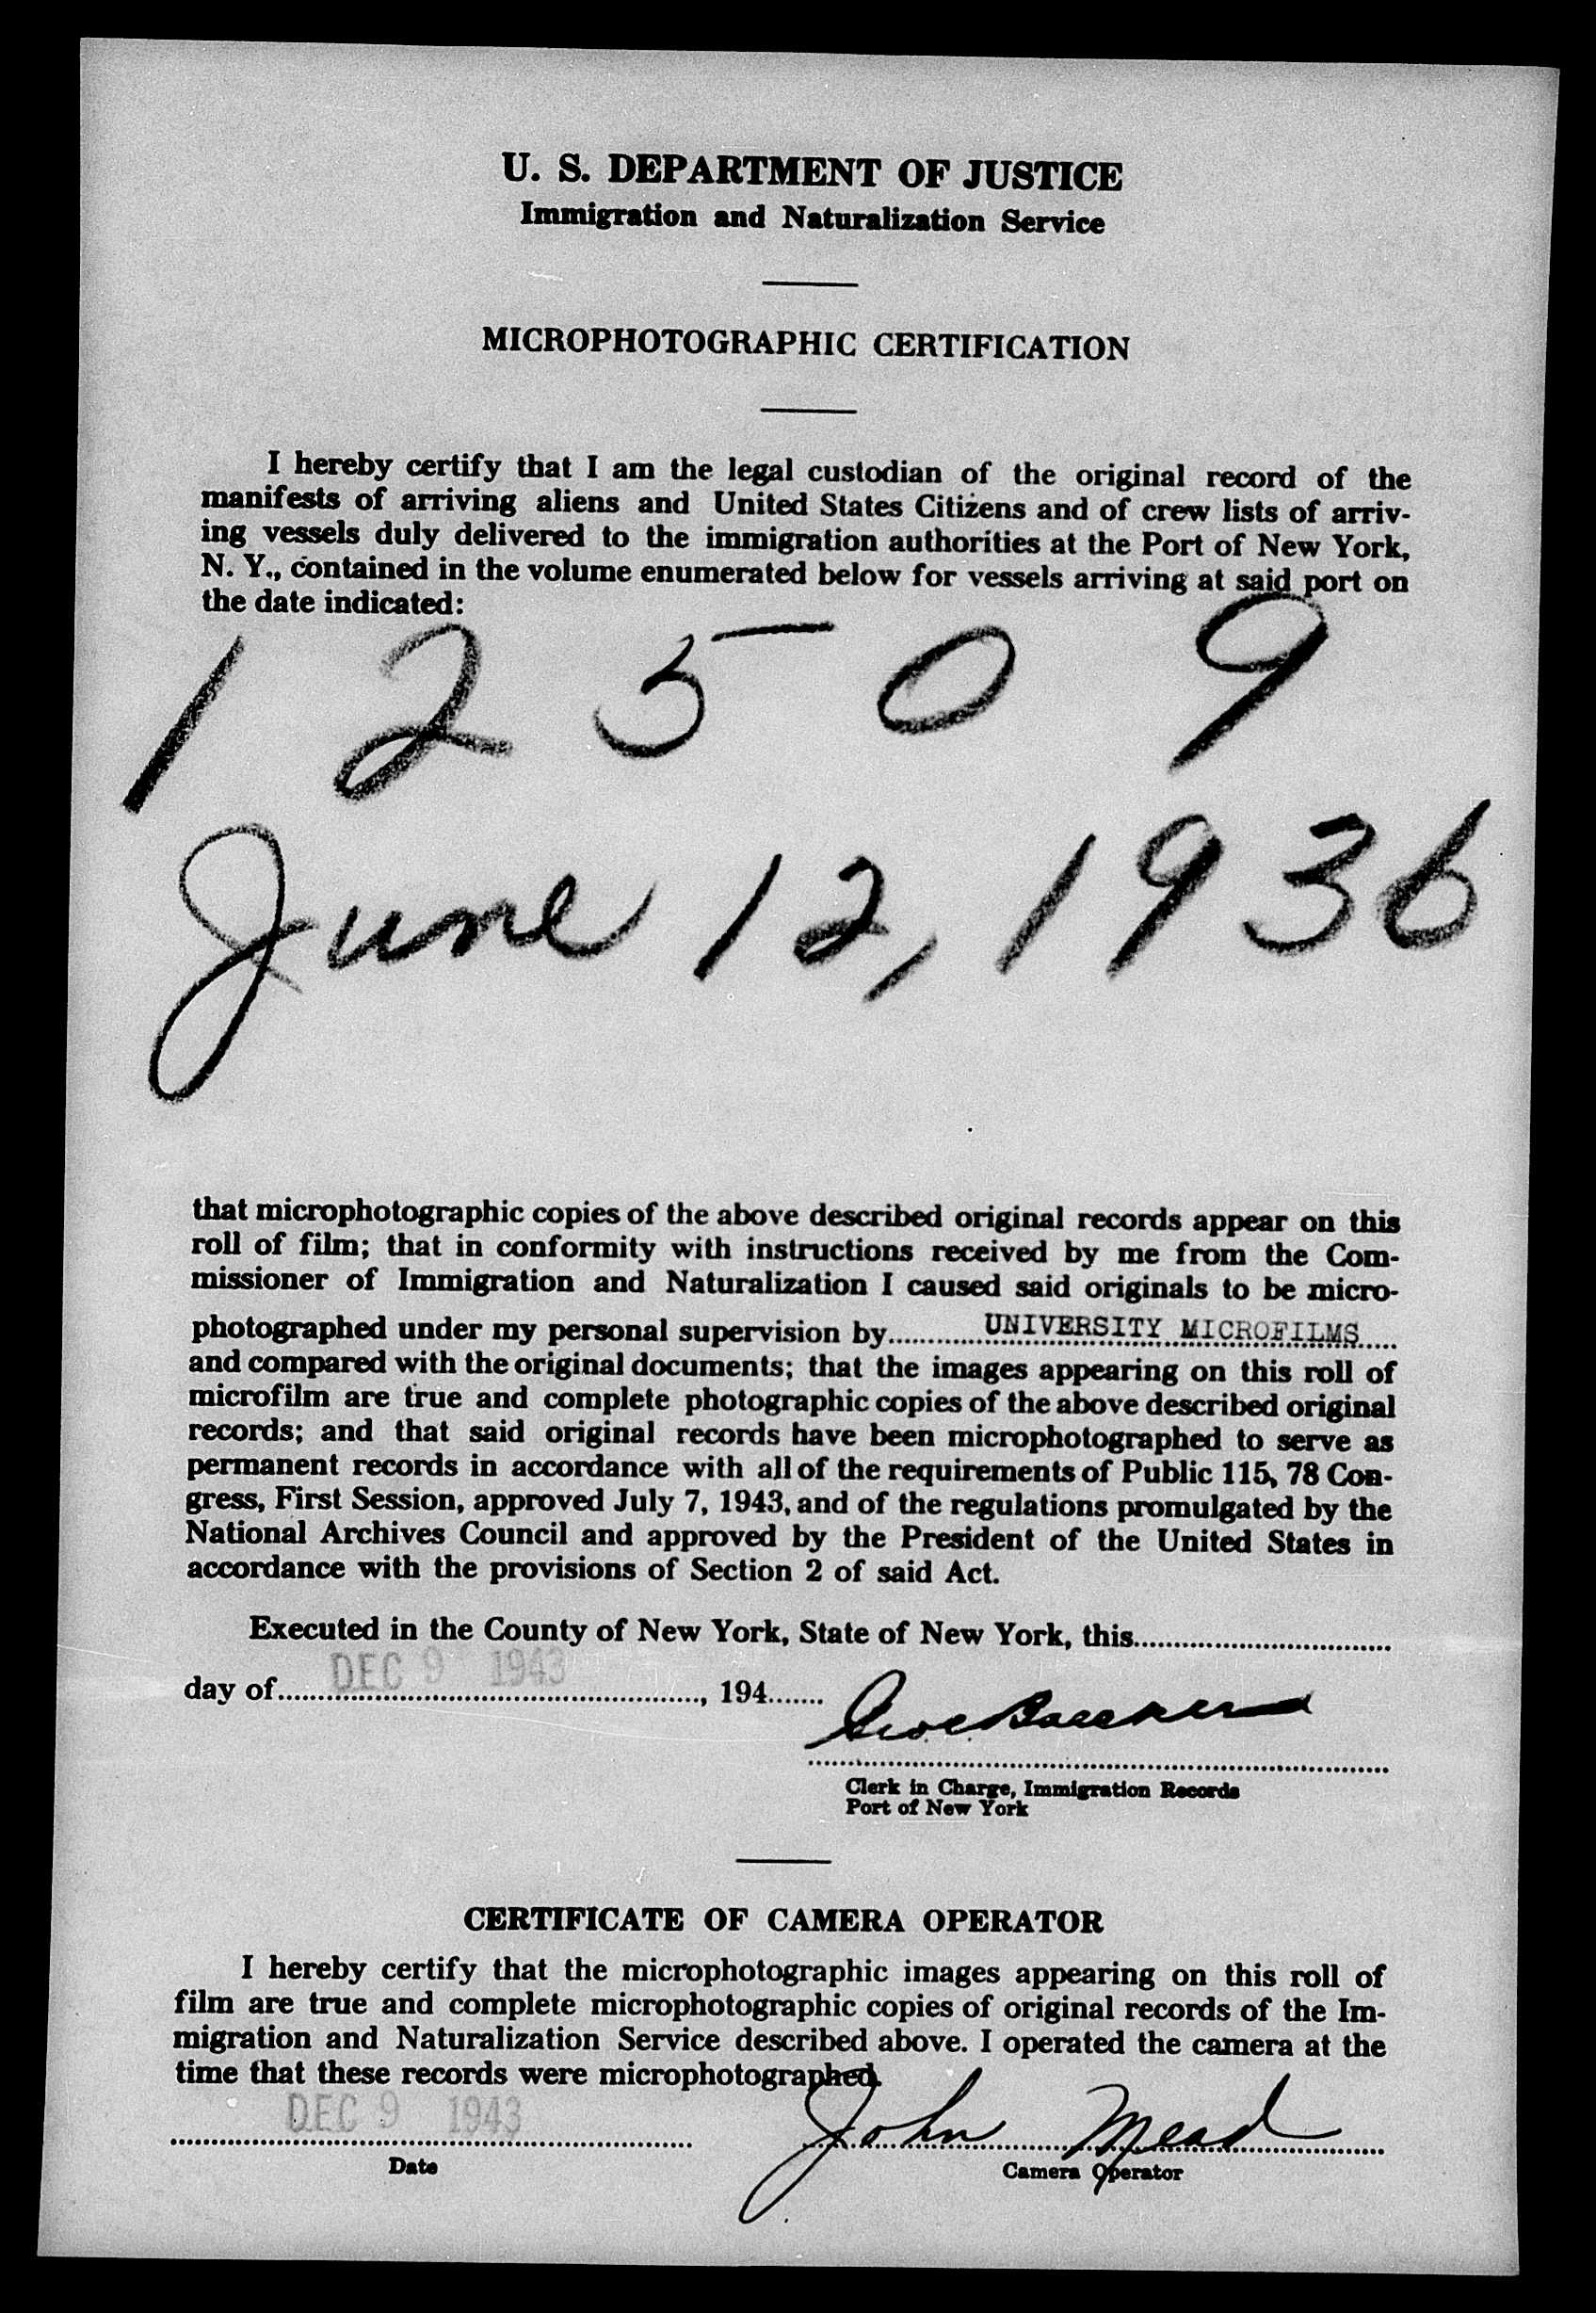 U. S. DEPARTMENT OF JUSTICE
Immigration and Naturalization Service
MICROPHOTOGRAPHIC CERTIFICATION
I hereby certify that I am the legal custodian of the original record of the
manifests of arriving aliens and United States Citizens and of crew lists of arriv-
ing vessels duly delivered to the immigration authorities at the Port of New York,
N. Y., contained in the volume enumerated below for vessels arriving at said port on
the date indicated:
1 2 5 0 9
June 12, 1936
that microphotographic copies of the above described original records appear on this
roll of film; that in conformity with instructions received by me from the Com-
missioner of Immigration and Naturalization I caused said originals to be micro-
photographed under my personal supervision by UNIVERSITY MICROFILMS
and compared with the original documents; that the images appearing on this roll of
microfilm are true and complete photographic copies of the above described original
records; and that said original records have been microphotographed to serve as
permanent records in accordance with all of the requirements of Public 115, 78 Con-
gress, First Session, approved July 7, 1943, and of the regulations promulgated by the
National Archives Council and approved by the President of the United States in
accordance with the provisions of Section 2 of said Act.
Executed in the County of New York, State of New York, this
day of DEC 9 1943, 194
Clerk in Charge, Immigration Records
Port of New York
CERTIFICATE OF CAMERA OPERATOR
I hereby certify that the microphotographic images appearing on this roll of
film are true and complete microphotographic copies of original records of the Im-
migration and Naturalization Service described above. I operated the camera at the
time that these records were microphotographed.
DEC 9 1943 John Mead
Date Camera Operator